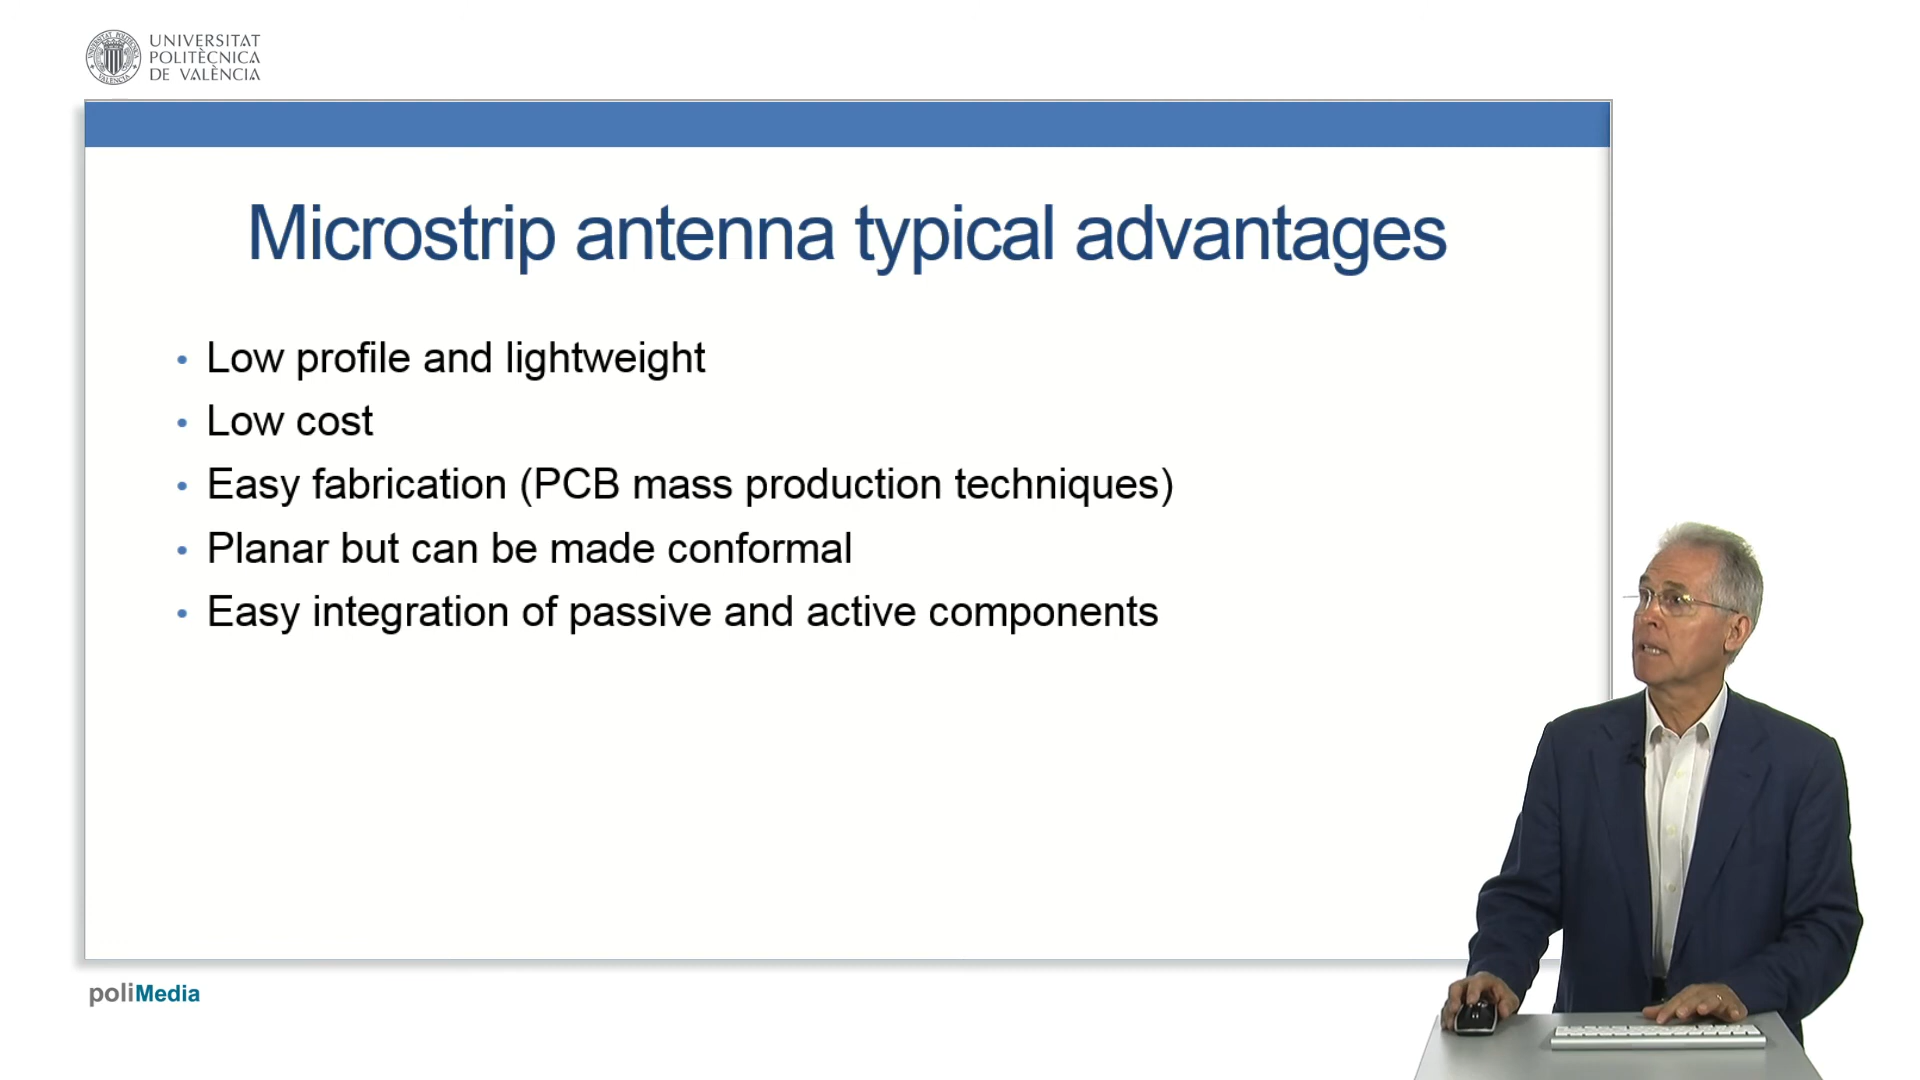 UNIVERSITAT
POLITÈCNICA
DE VALÈNCIA
Microstrip antenna typical advantages
• Low profile and lightweight
• Low cost
• Easy fabrication (PCB mass production techniques)
• Planar but can be made conformal
• Easy integration of passive and active components
poliMedia